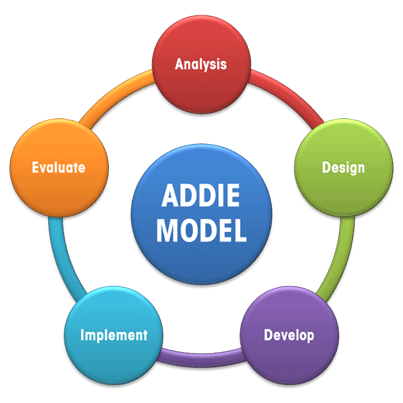 Analysis
Design
Develop
Implement
Evaluate
ADDIE
MODEL